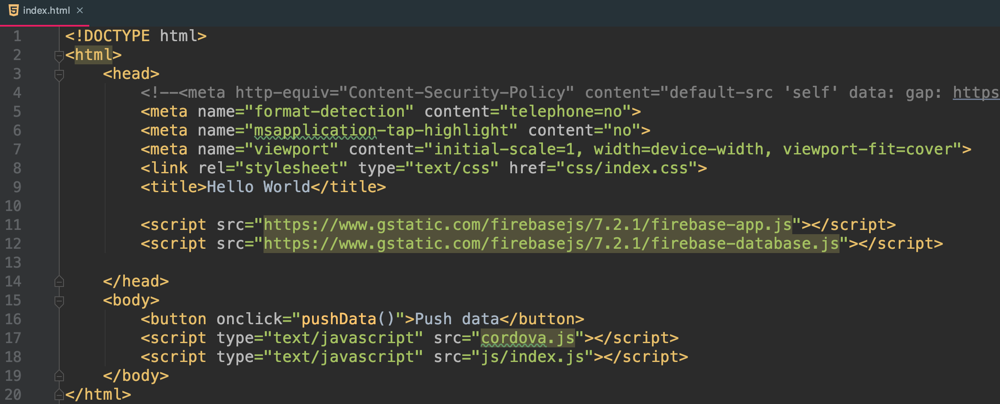 index.html ×
1 <!DOCTYPE html>
2 <html>
3     <head>
4         <!--<meta http-equiv="Content-Security-Policy" content="default-src 'self' data: gap: https
5         <meta name="format-detection" content="telephone=no">
6         <meta name="msapplication-tap-highlight" content="no">
7         <meta name="viewport" content="initial-scale=1, width=device-width, viewport-fit=cover">
8         <link rel="stylesheet" type="text/css" href="css/index.css">
9         <title>Hello World</title>
10
11         <script src="https://www.gstatic.com/firebasejs/7.2.1/firebase-app.js"></script>
12         <script src="https://www.gstatic.com/firebasejs/7.2.1/firebase-database.js"></script>
13
14     </head>
15     <body>
16         <button onclick="pushData()">Push data</button>
17         <script type="text/javascript" src="cordova.js"></script>
18         <script type="text/javascript" src="js/index.js"></script>
19     </body>
20 </html>